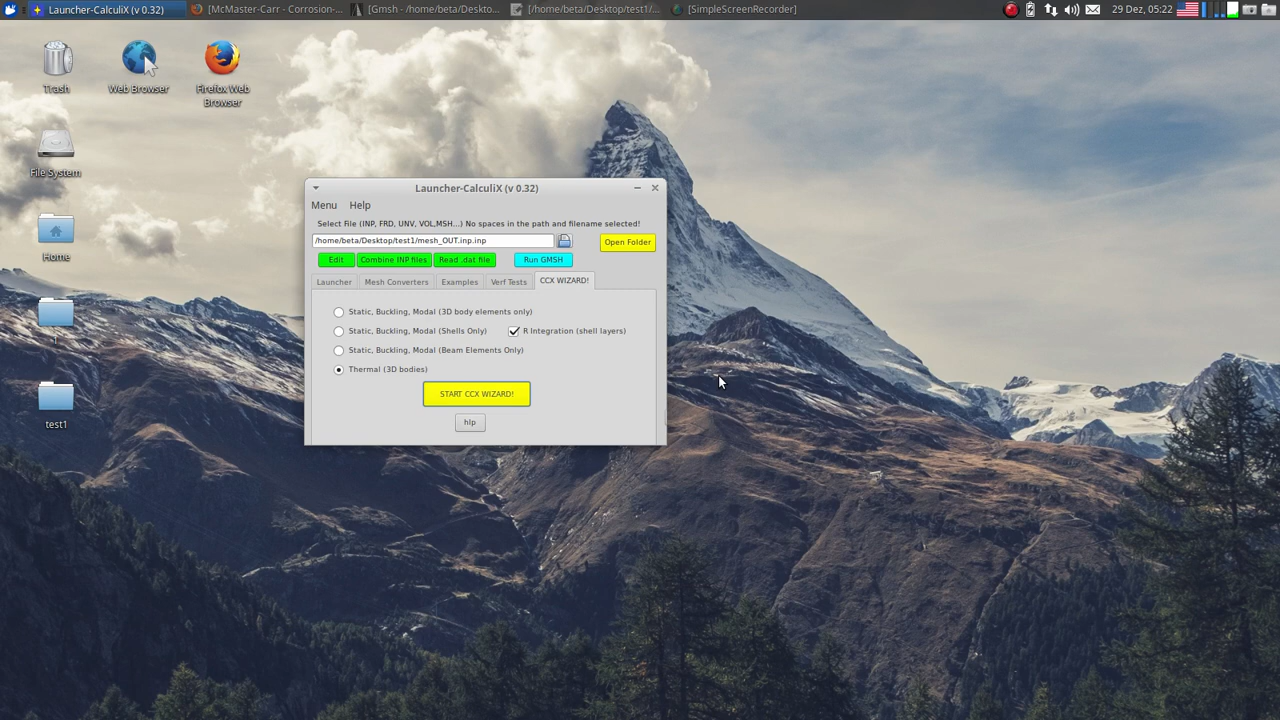 Launcher-CalculiX (v 0.32)
[McMaster-Carr - Corrosion-...
[Gmsh - /home/beta/Deskto...
[/home/beta/Desktop/test1/...
[SimpleScreenRecorder]
29 Dez, 05:22
Trash
Web Browser
Firefox Web
Browser
File System
Home
1
test1
Launcher-CalculiX (v 0.32)
Menu
Help
Select File (INP, FRD, UNV, VOL,MSH...) No spaces in the path and filename selected!
/home/beta/Desktop/test1/mesh_OUT.inp.inp
Open Folder
Edit
Combine INP files
Read .dat file
Run GMSH
Launcher
Mesh Converters
Examples
Verf Tests
CCX WIZARD!
Static, Buckling, Modal (3D body elements only)
Static, Buckling, Modal (Shells Only)
R Integration (shell layers)
Static, Buckling, Modal (Beam Elements Only)
Thermal (3D bodies)
START CCX WIZARD!
hlp